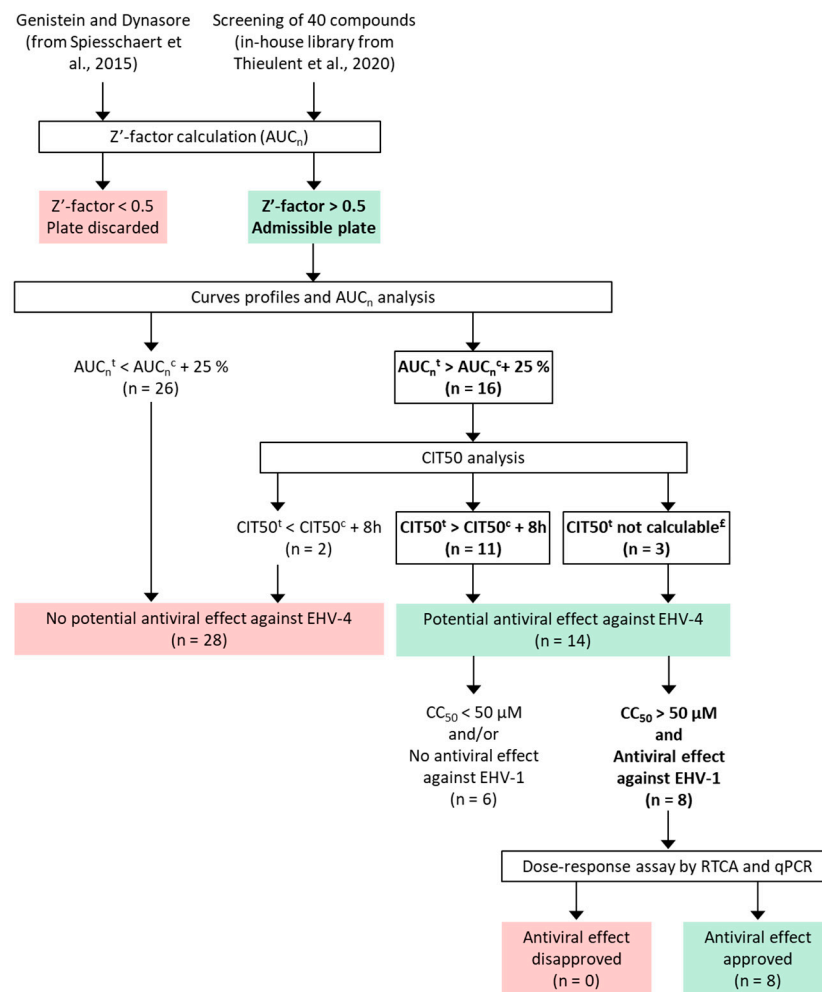 Genistein and Dynasore
(from Spiesschaert et
al., 2015)
Screening of 40 compounds
(in-house library from
Thieulent et al., 2020)
Z’-factor calculation (AUCn)
Z’-factor < 0.5
Plate discarded
Z’-factor > 0.5
Admissible plate
Curves profiles and AUCn analysis
AUCnᵗ < AUCnᶜ + 25 %
(n = 26)
AUCnᵗ > AUCnᶜ+ 25 %
(n = 16)
CIT50 analysis
CIT50ᵗ < CIT50ᶜ + 8h
(n = 2)
CIT50ᵗ > CIT50ᶜ + 8h
(n = 11)
CIT50ᵗ not calculable£
(n = 3)
No potential antiviral effect against EHV-4
(n = 28)
Potential antiviral effect against EHV-4
(n = 14)
CC₅₀ < 50 µM
and/or
No antiviral effect
against EHV-1
(n = 6)
CC₅₀ > 50 µM
and
Antiviral effect
against EHV-1
(n = 8)
Dose-response assay by RTCA and qPCR
Antiviral effect
disapproved
(n = 0)
Antiviral effect
approved
(n = 8)